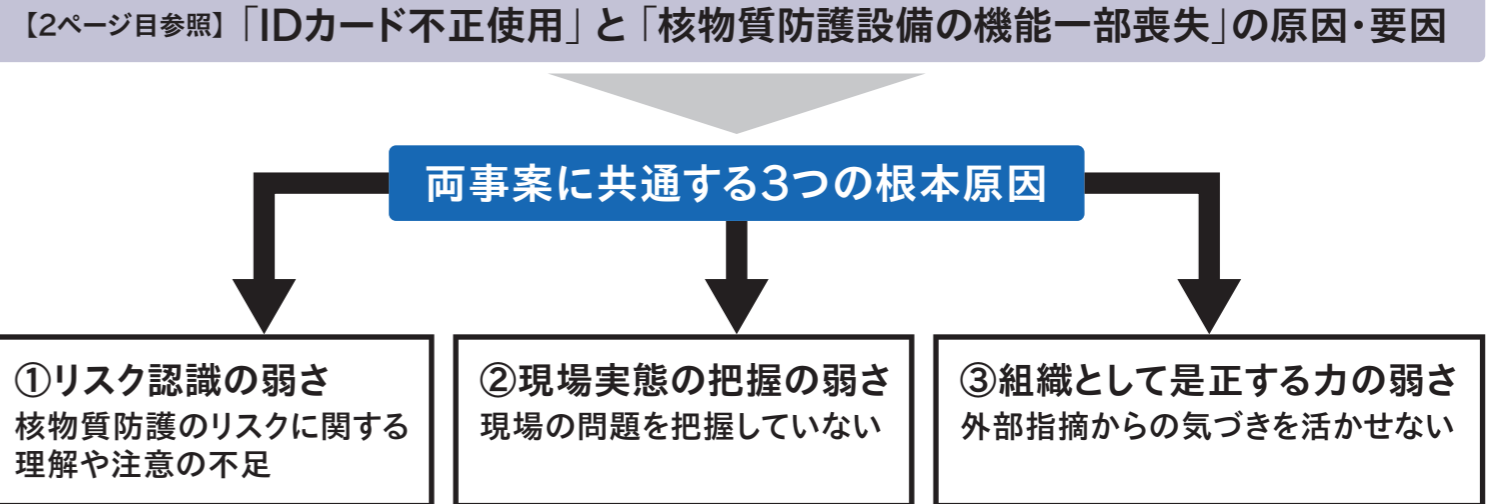 【2ページ目参照】「IDカード不正使用」と「核物質防護設備の機能一部喪失」の原因・要因
両事案に共通する3つの根本原因
①リスク認識の弱さ
核物質防護のリスクに関する
理解や注意の不足
②現場実態の把握の弱さ
現場の問題を把握していない
③組織として是正する力の弱さ
外部指摘からの気づきを活かせない